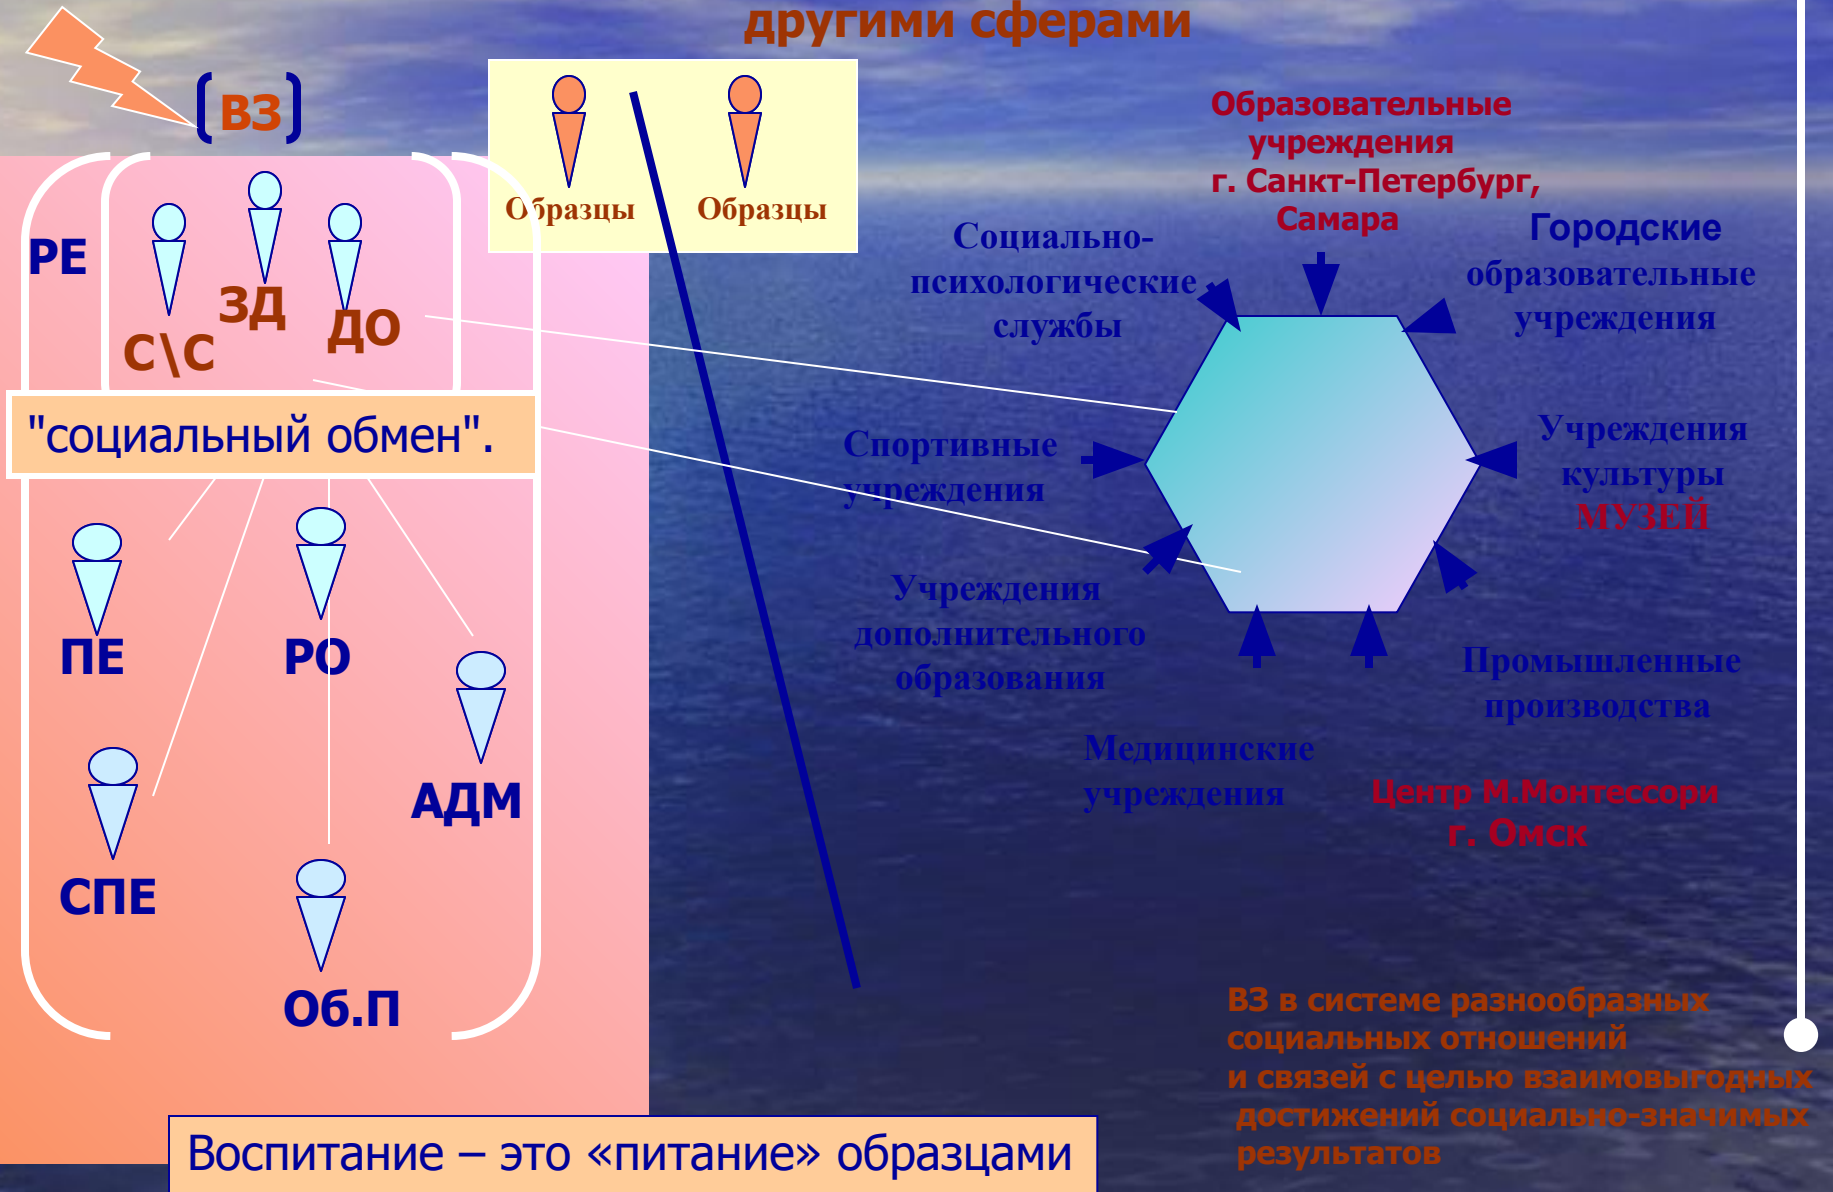 другими сферами
[ВЗ]
Образцы
Образцы
РЕ
С\С
ЗД
ДО
"социальный обмен".
ПЕ
РО
АДМ
СПЕ
Об.П
Образовательные
учреждения
г. Санкт-Петербург,
Самара
Социально-
психологические
службы
Городские
образовательные
учреждения
Спортивные
учреждения
Учреждения
культуры
МУЗЕЙ
Учреждения
дополнительного
образования
Промышленные
производства
Медицинские
учреждения
Центр М.Монтессори
г. Омск
ВЗ в системе разнообразных
социальных отношений
и связей с целью взаимовыгодных
достижений социально-значимых
результатов
Воспитание – это «питание» образцами